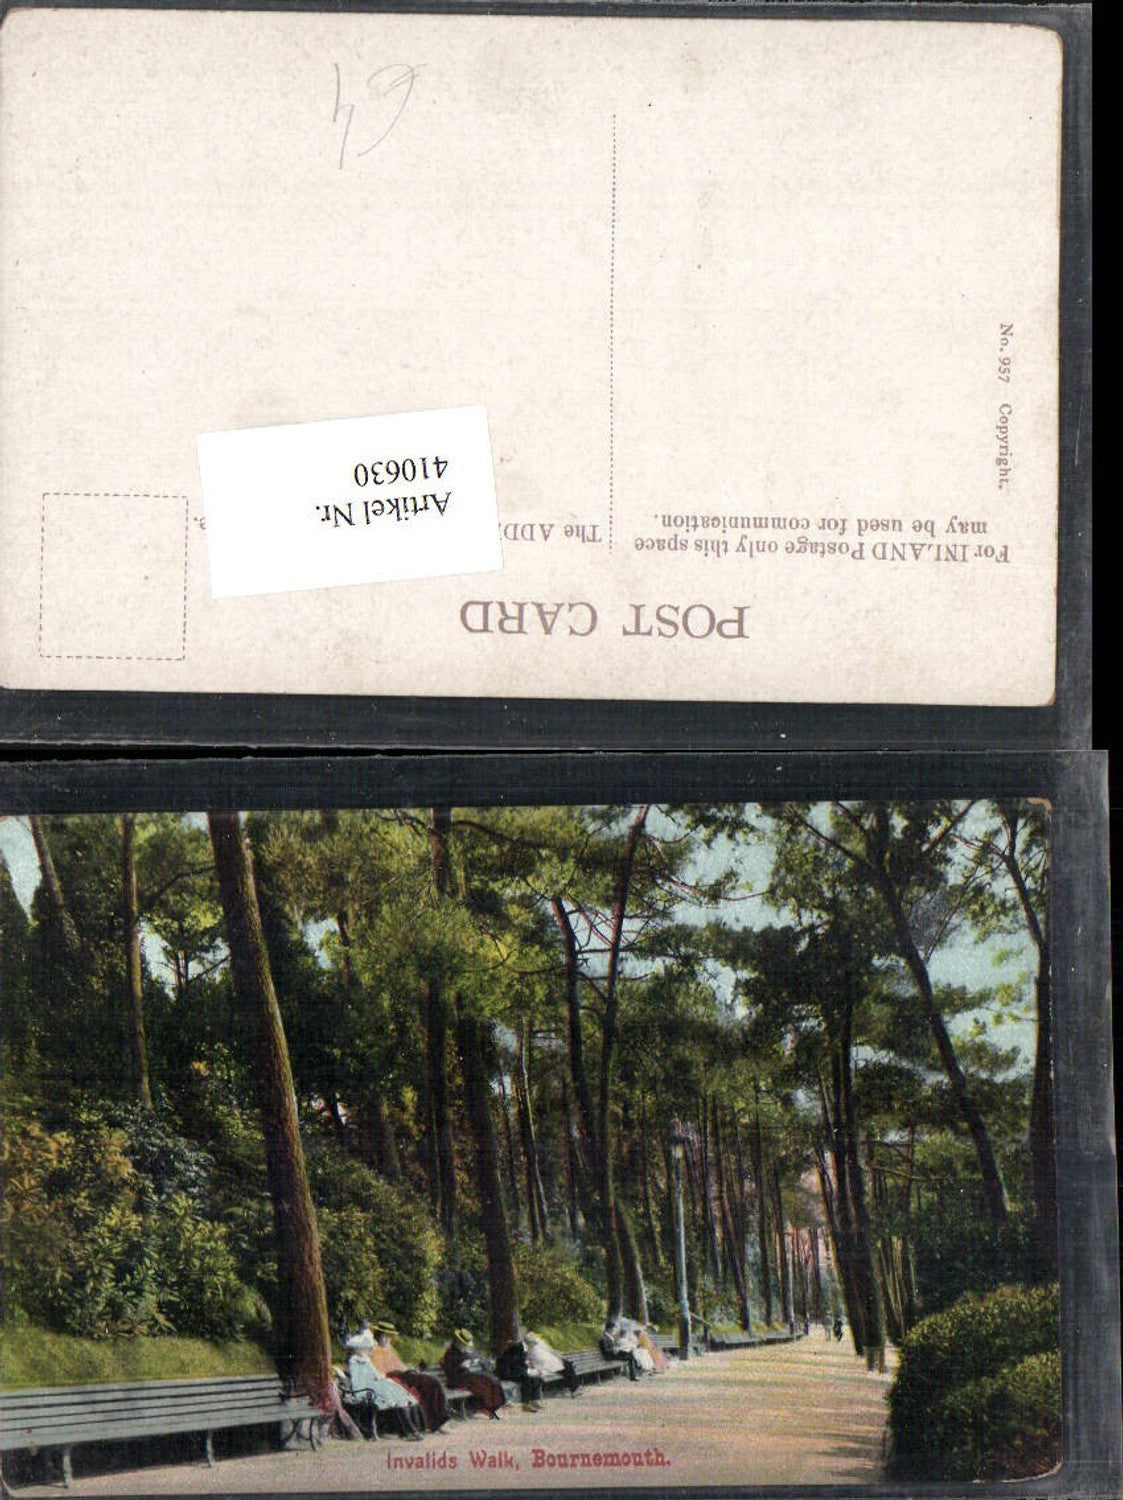 POST CARD
For INLAND Postage only this space
may be used for communication.
The ADD
e.
No. 957 Copyright.
Artikel Nr.
410630
Invalids Walk, Bournemouth.